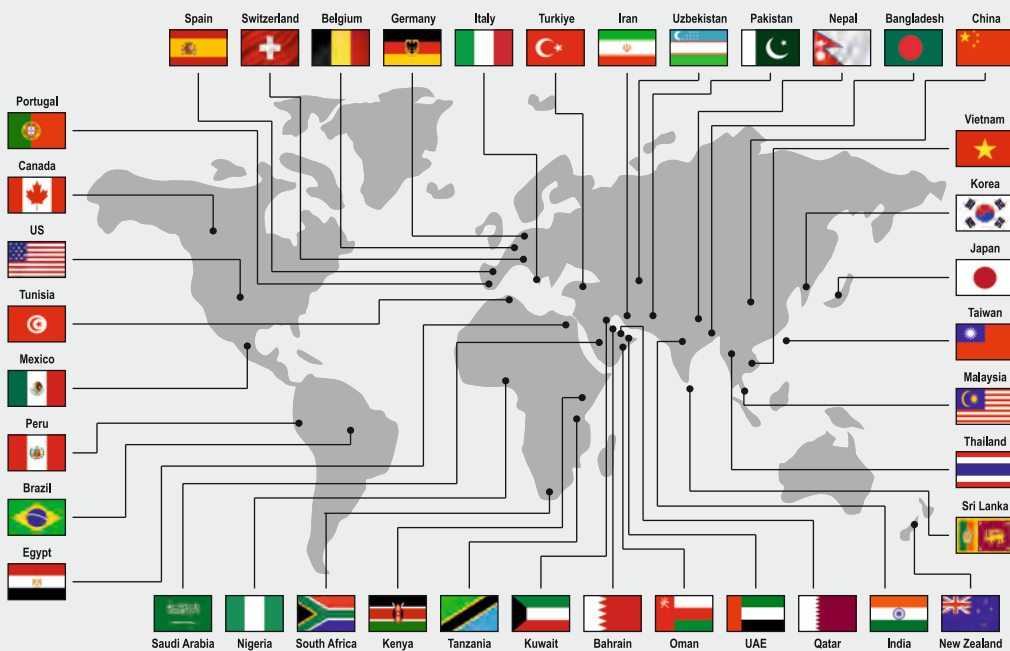 Spain
Switzerland
Belgium
Germany
Italy
Turkiye
Iran
Uzbekistan
Pakistan
Nepal
Bangladesh
China
Portugal
Canada
US
Tunisia
Mexico
Peru
Brazil
Egypt
Vietnam
Korea
Japan
Taiwan
Malaysia
Thailand
Sri Lanka
Saudi Arabia
Nigeria
South Africa
Kenya
Tanzania
Kuwait
Bahrain
Oman
UAE
Qatar
India
New Zealand